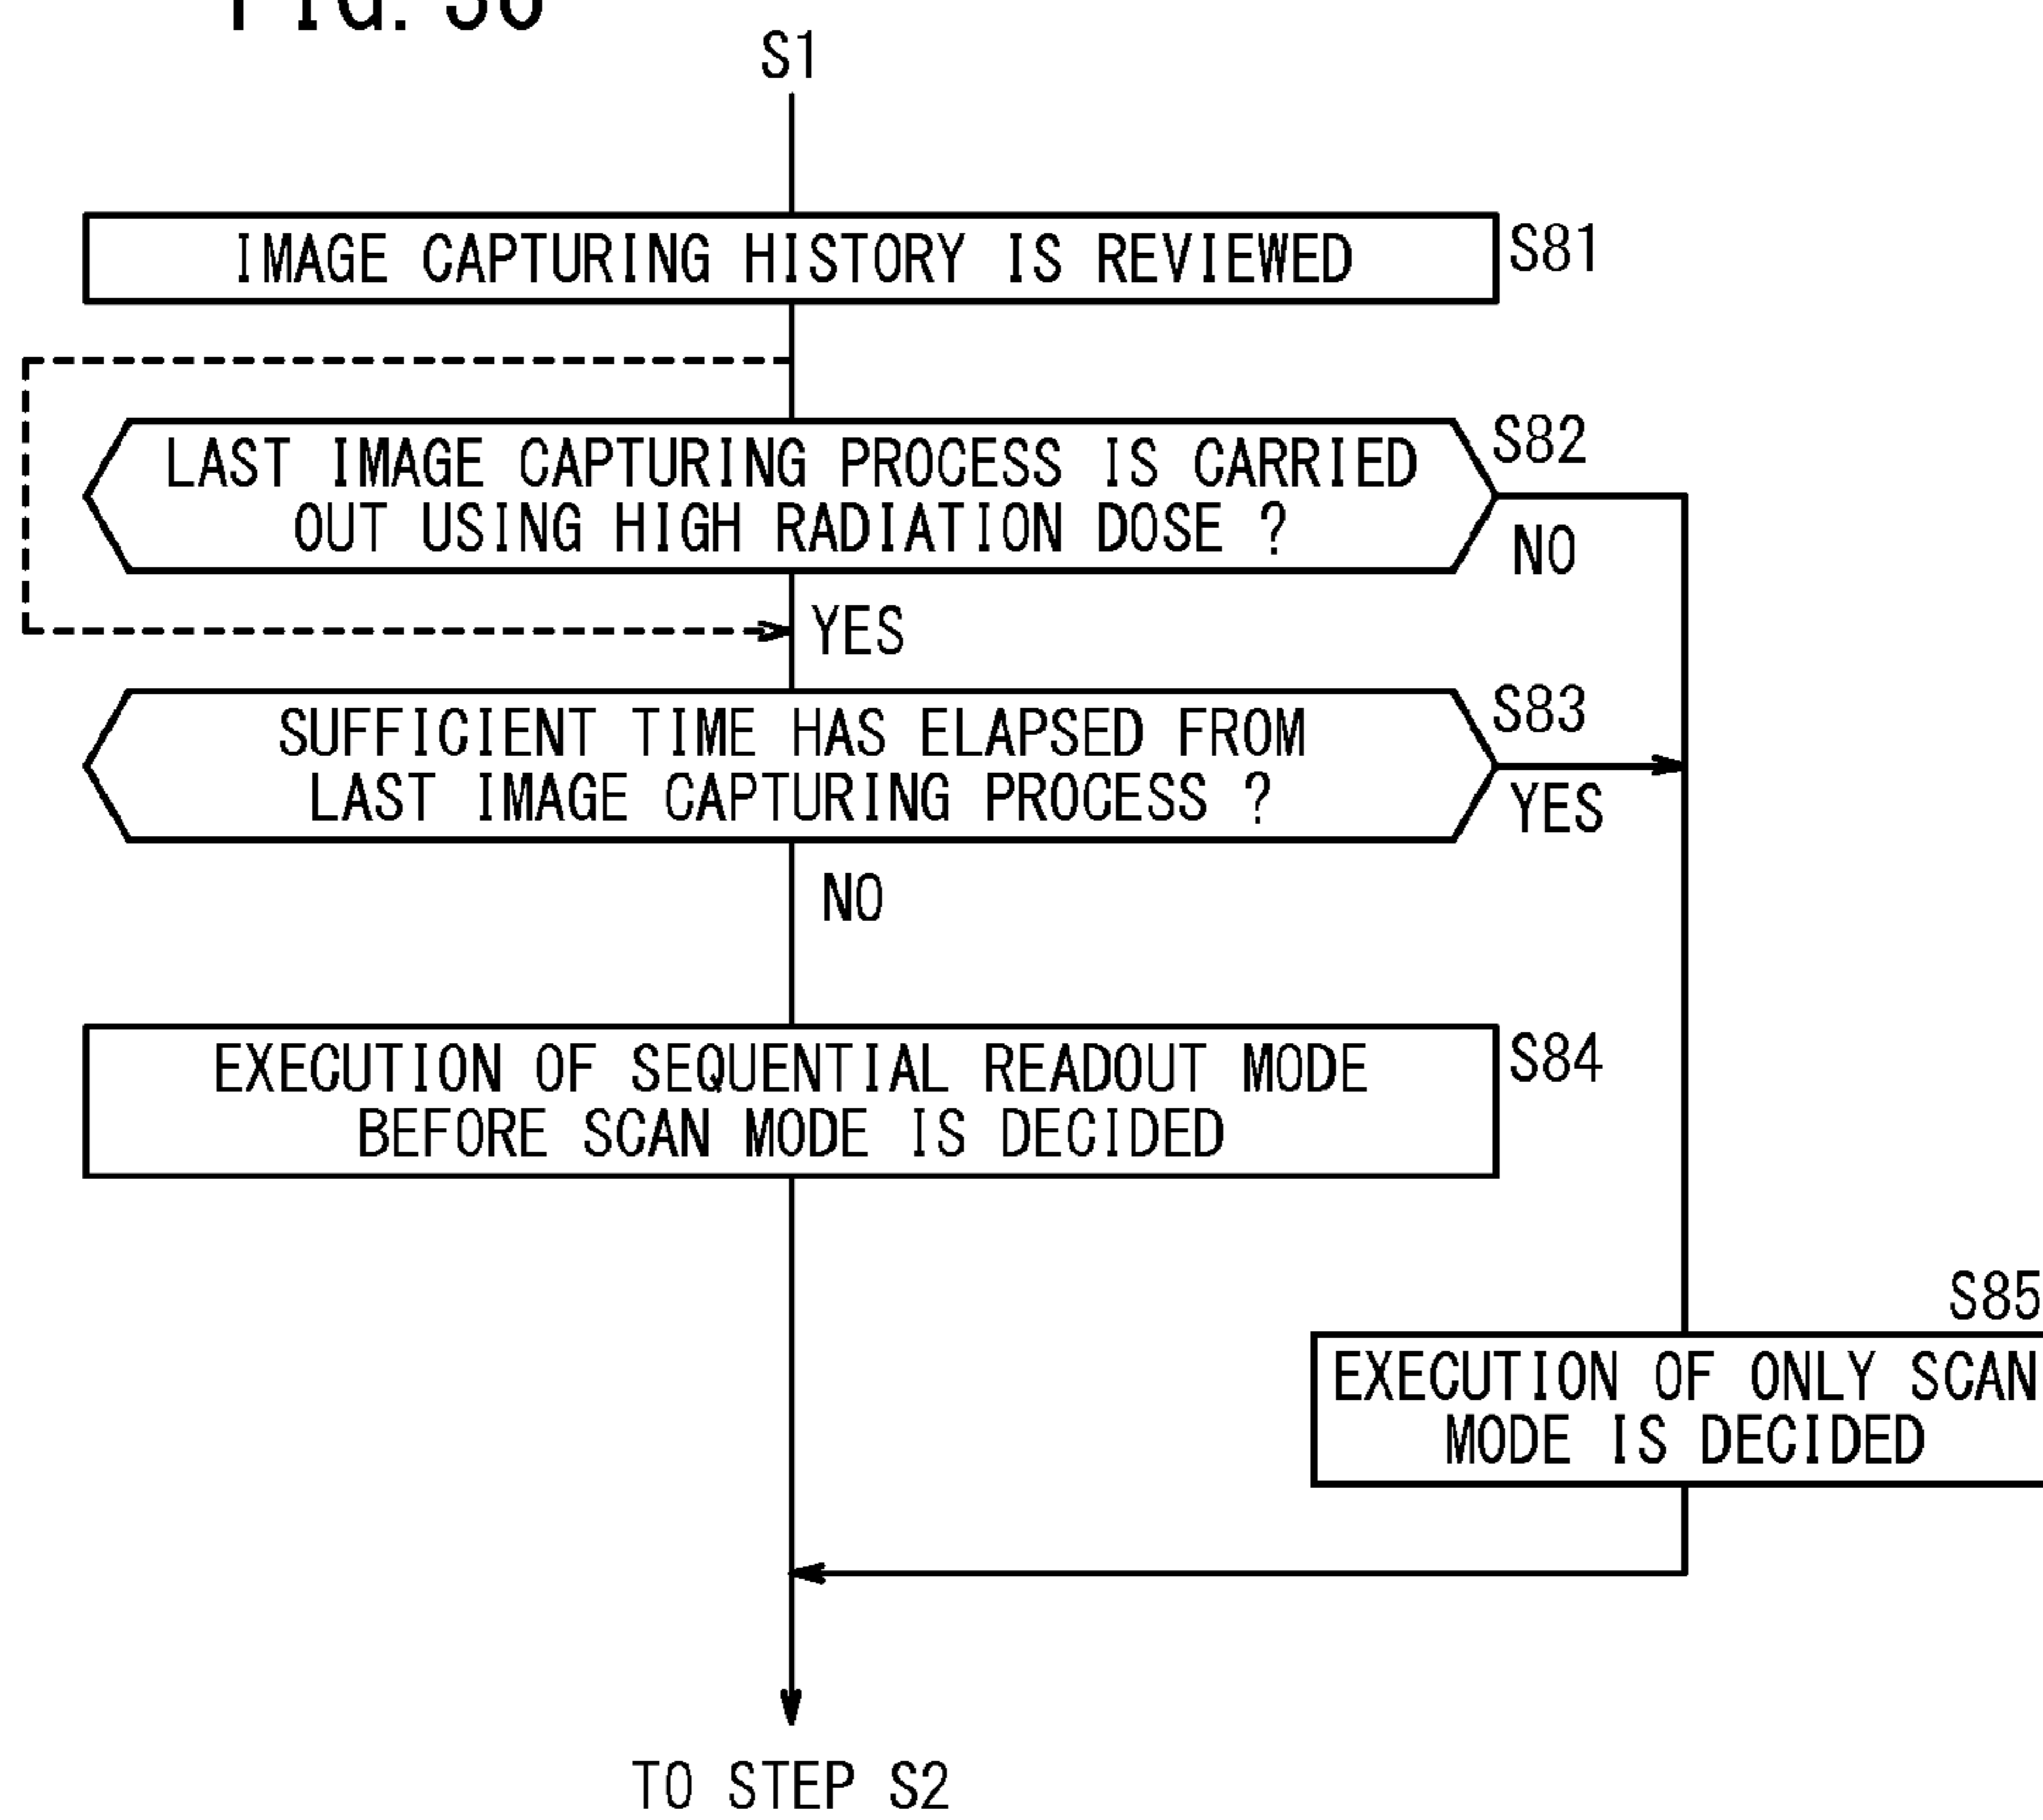 FIG. 36
S1
IMAGE CAPTURING HISTORY IS REVIEWED
S81
LAST IMAGE CAPTURING PROCESS IS CARRIED
OUT USING HIGH RADIATION DOSE ?
S82
NO
YES
SUFFICIENT TIME HAS ELAPSED FROM
LAST IMAGE CAPTURING PROCESS ?
S83
YES
NO
EXECUTION OF SEQUENTIAL READOUT MODE
BEFORE SCAN MODE IS DECIDED
S84
S85
EXECUTION OF ONLY SCAN
MODE IS DECIDED
TO STEP S2